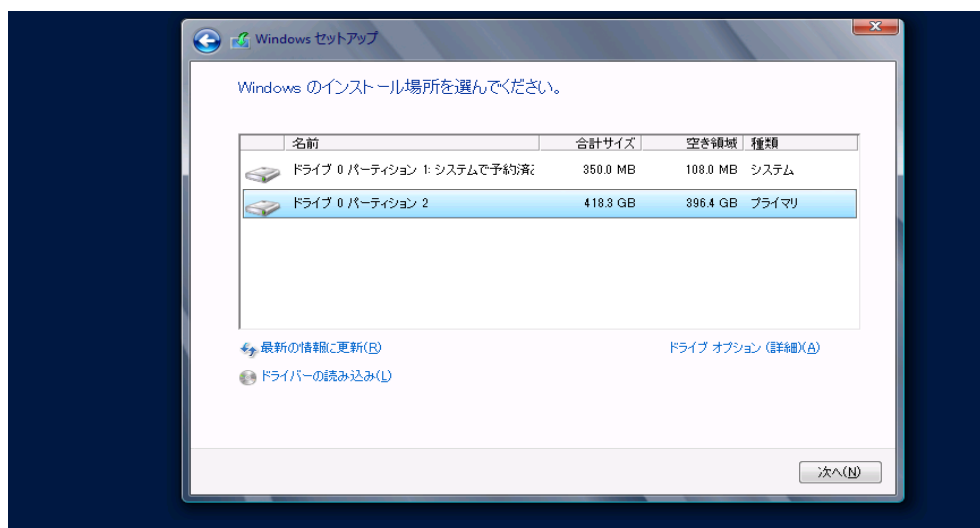 Windows セットアップ
Windows のインストール場所を選んでください。
名前 合計サイズ 空き領域 種類
ドライブ 0 パーティション 1: システムで予約済 350.0 MB 108.0 MB システム
ドライブ 0 パーティション 2 418.3 GB 396.4 GB プライマリ
最新の情報に更新(R) ドライブ オプション (詳細)(A)
ドライバーの読み込み(L)
次へ(N)